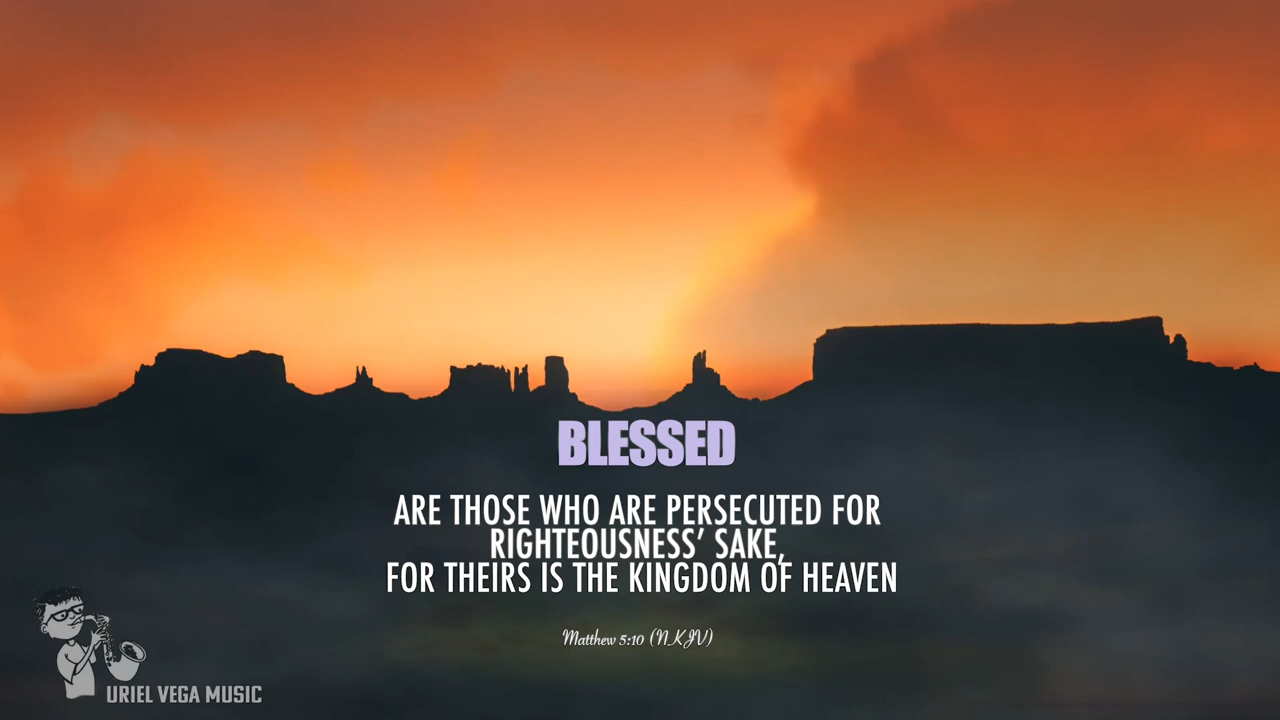 BLESSED
ARE THOSE WHO ARE PERSECUTED FOR
RIGHTEOUSNESS’ SAKE,
FOR THEIRS IS THE KINGDOM OF HEAVEN
Matthew 5:10 (NKJV)
URIEL VEGA MUSIC